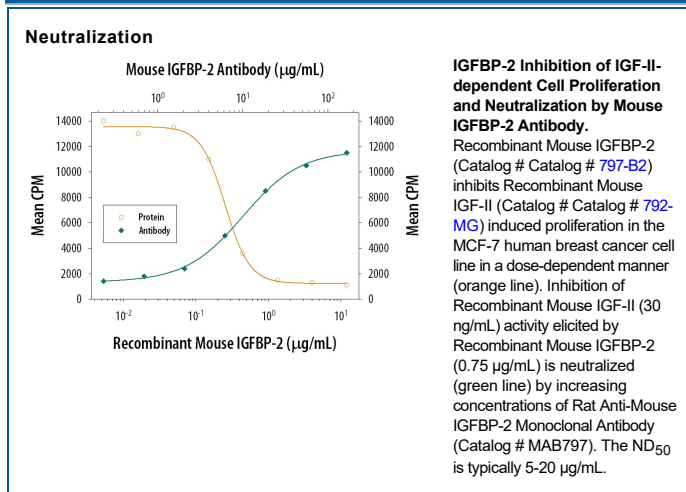 Neutralization
Mouse IGFBP-2 Antibody (μg/mL)
10⁰ 10¹ 10²
14000 14000
12000 12000
10000 10000
8000 8000
6000 6000
4000 4000
2000 2000
0 0
Mean CPM
Mean CPM
Protein
Antibody
10⁻² 10⁻¹ 10⁰ 10¹
Recombinant Mouse IGFBP-2 (μg/mL)
IGFBP-2 Inhibition of IGF-II-
dependent Cell Proliferation
and Neutralization by Mouse
IGFBP-2 Antibody.
Recombinant Mouse IGFBP-2
(Catalog # Catalog # 797-B2)
inhibits Recombinant Mouse
IGF-II (Catalog # Catalog # 792-
MG) induced proliferation in the
MCF-7 human breast cancer cell
line in a dose-dependent manner
(orange line). Inhibition of
Recombinant Mouse IGF-II (30
ng/mL) activity elicited by
Recombinant Mouse IGFBP-2
(0.75 μg/mL) is neutralized
(green line) by increasing
concentrations of Rat Anti-Mouse
IGFBP-2 Monoclonal Antibody
(Catalog # MAB797). The ND50
is typically 5-20 μg/mL.